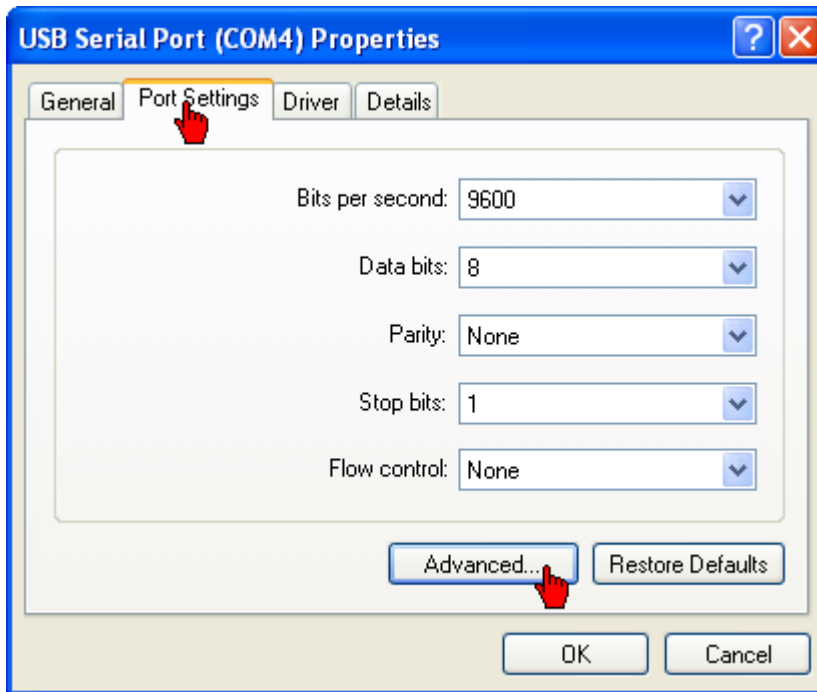 USB Serial Port (COM4) Properties
General Port Settings Driver Details
Bits per second: 9600
Data bits: 8
Parity: None
Stop bits: 1
Flow control: None
Advanced... Restore Defaults
OK Cancel